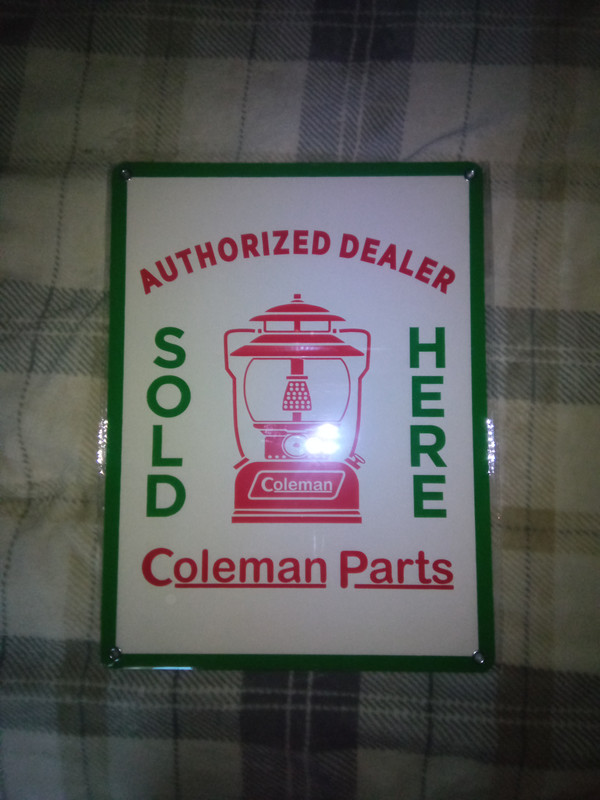 AUTHORIZED DEALER
SOLD
HERE
Coleman
Coleman Parts